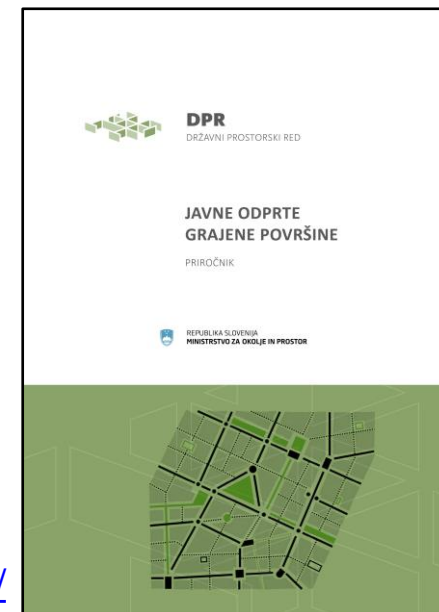 DPR
DRŽAVNI PROSTORSKI RED
JAVNE ODPRTE
GRAJENE POVRŠINE
PRIROČNIK
REPUBLIKA SLOVENIJA
MINISTRSTVO ZA OKOLJE IN PROSTOR
/